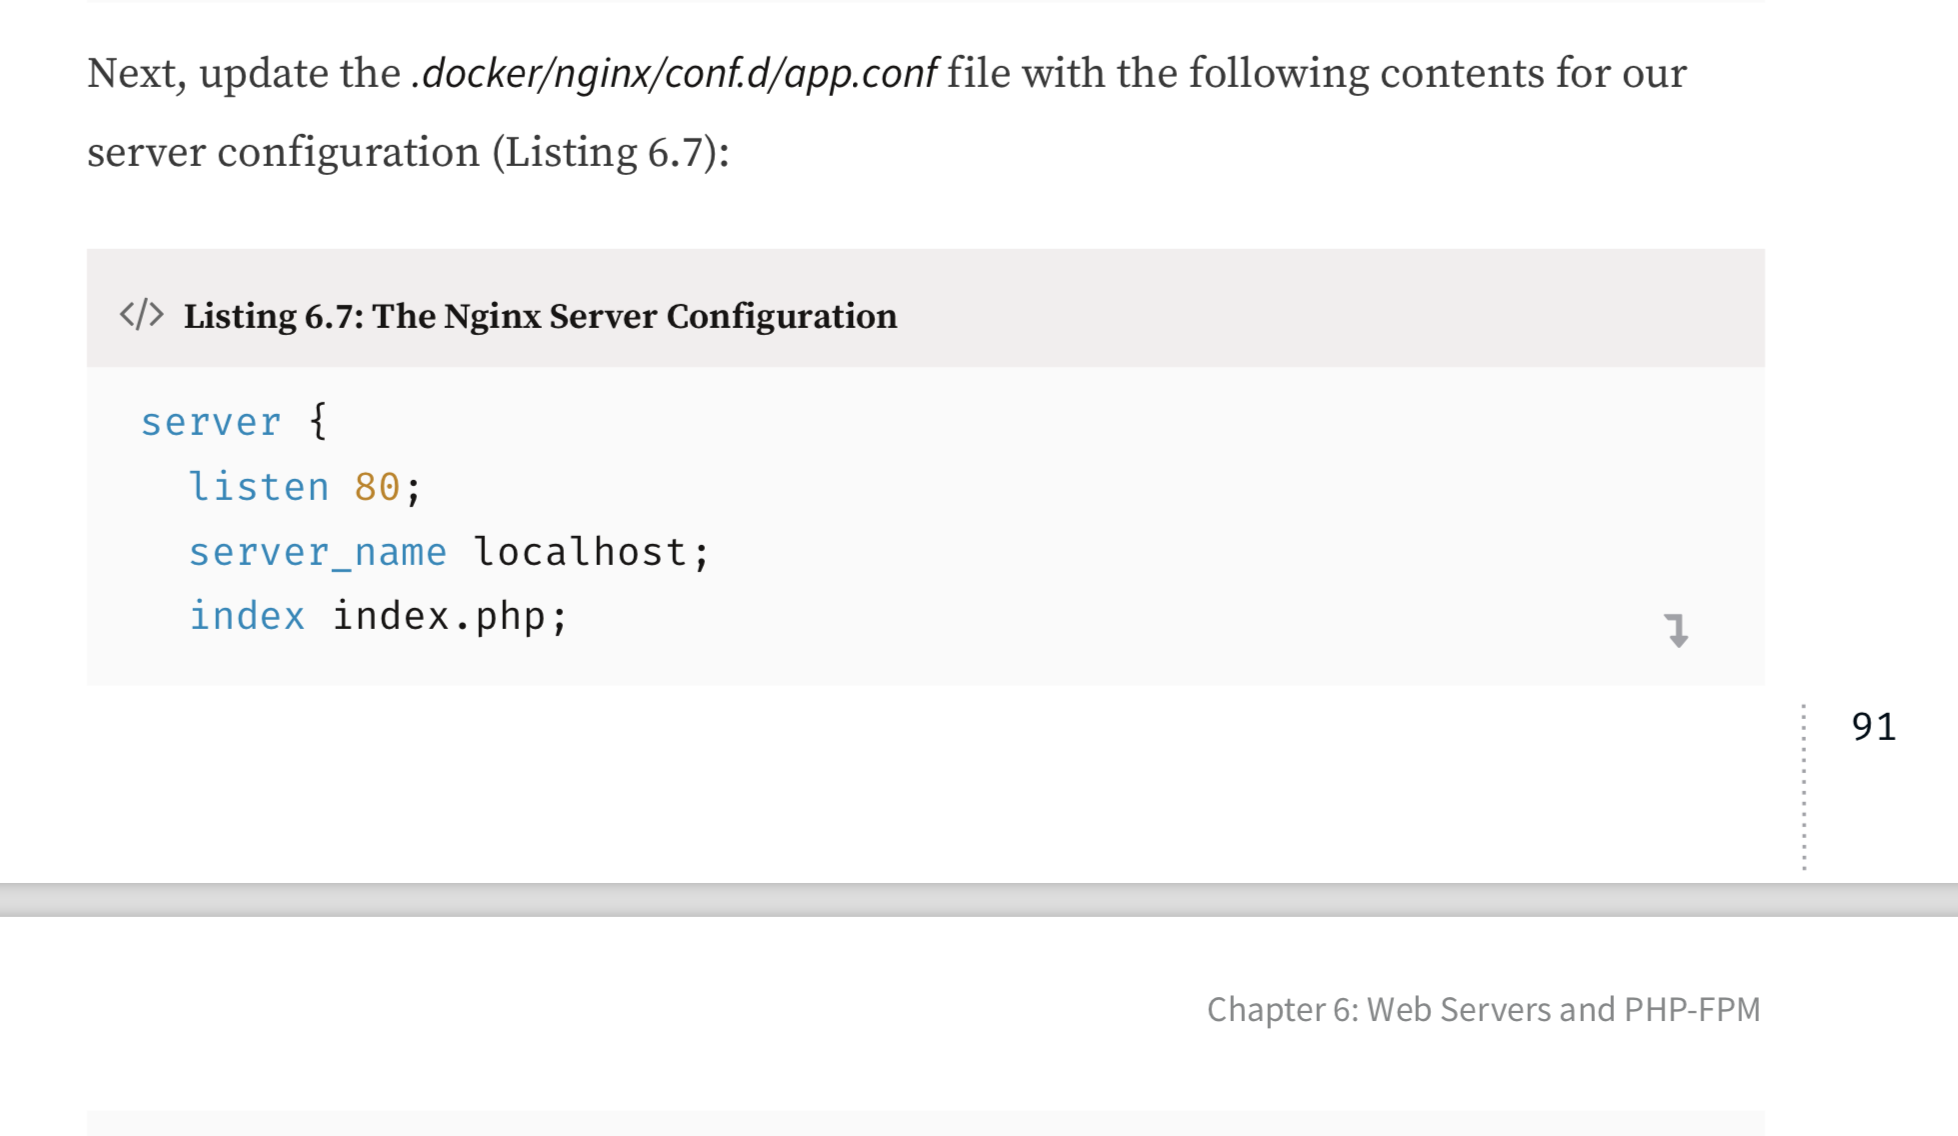 Next, update the .docker/nginx/conf.d/app.conf file with the following contents for our
server configuration (Listing 6.7):
</> Listing 6.7: The Nginx Server Configuration
server {
  listen 80;
  server_name localhost;
  index index.php;
91
Chapter 6: Web Servers and PHP-FPM